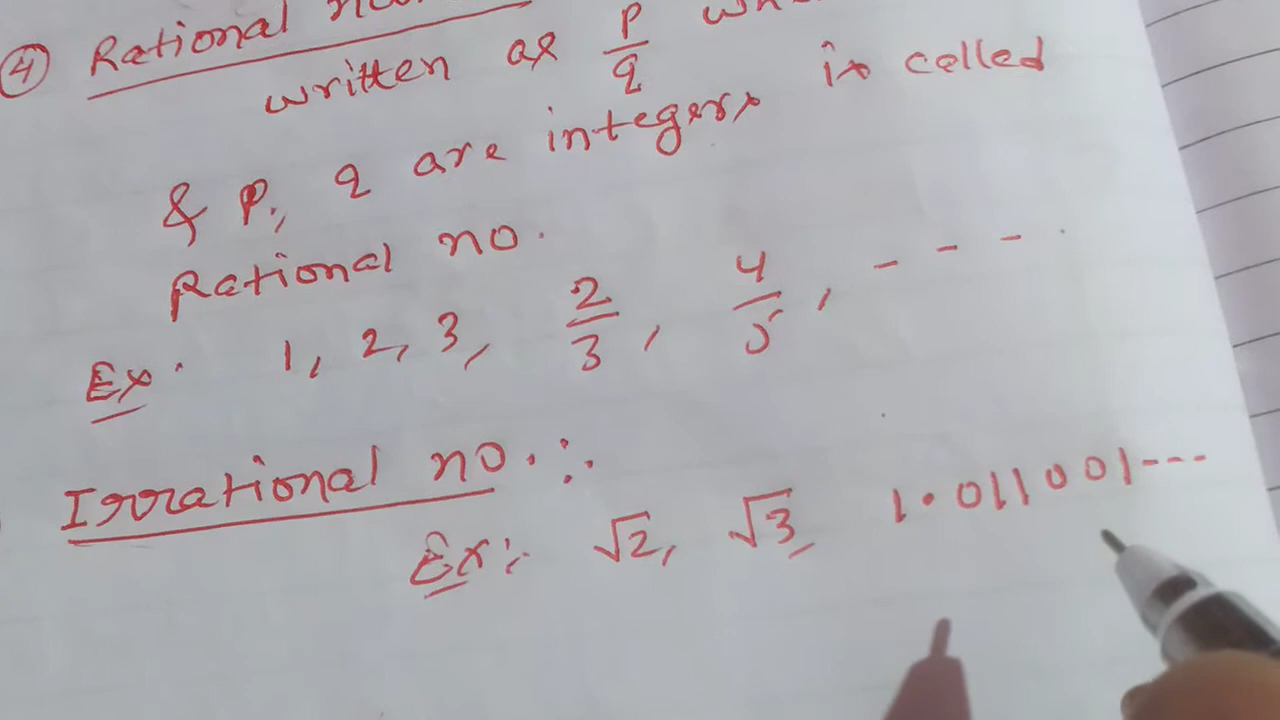 ④ Rational
written as p/q
& P, q are integers is called
Rational no.
Ex. 1, 2, 3, 2/3, 4/5, - - - .
Irrational no. :
Ex: √2, √3 1.011001---